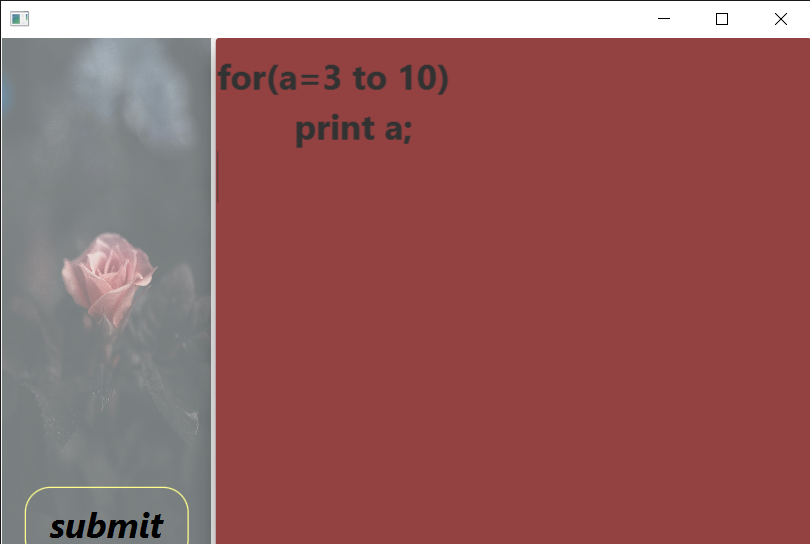 for(a=3 to 10)
print a;
submit